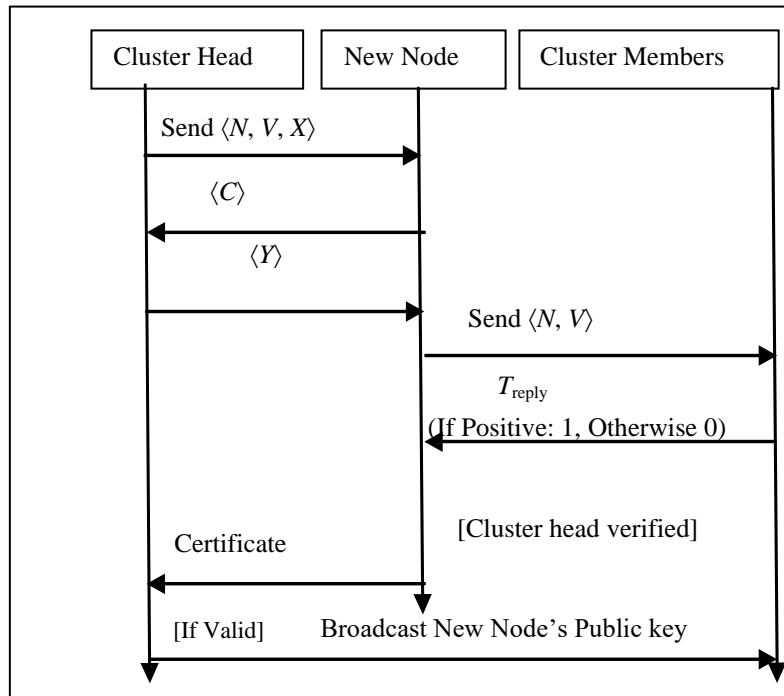 Cluster Head
New Node
Cluster Members
Send ⟨N, V, X⟩
⟨C⟩
⟨Y⟩
Send ⟨N, V⟩
T_reply
(If Positive: 1, Otherwise 0)
[Cluster head verified]
Certificate
[If Valid]
Broadcast New Node’s Public key